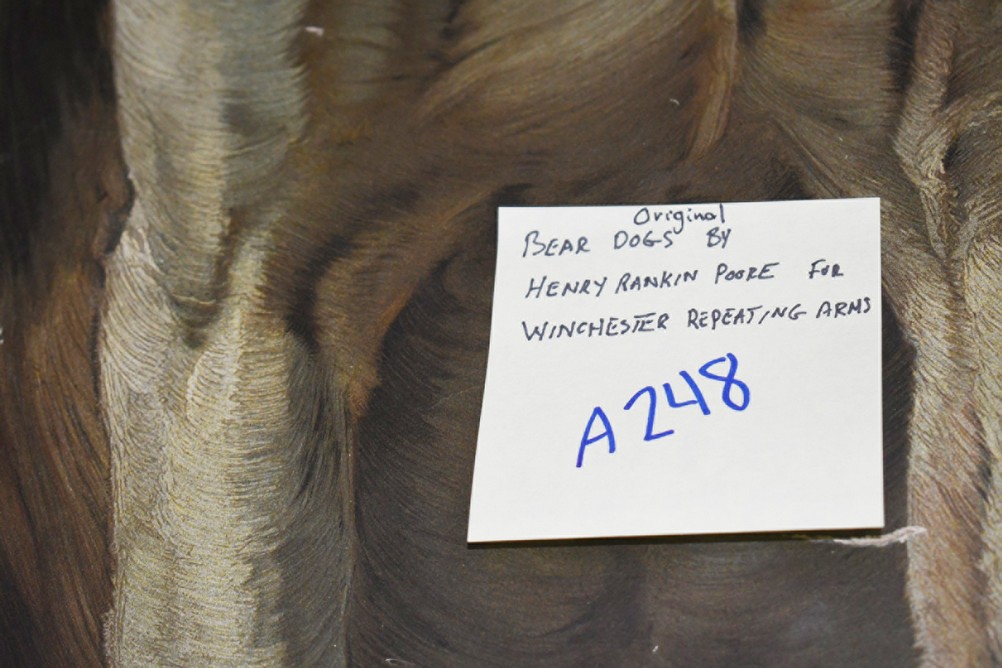 Original
BEAR DOGS BY
HENRY RANKIN POORE FOR
WINCHESTER REPEATING ARMS
A248